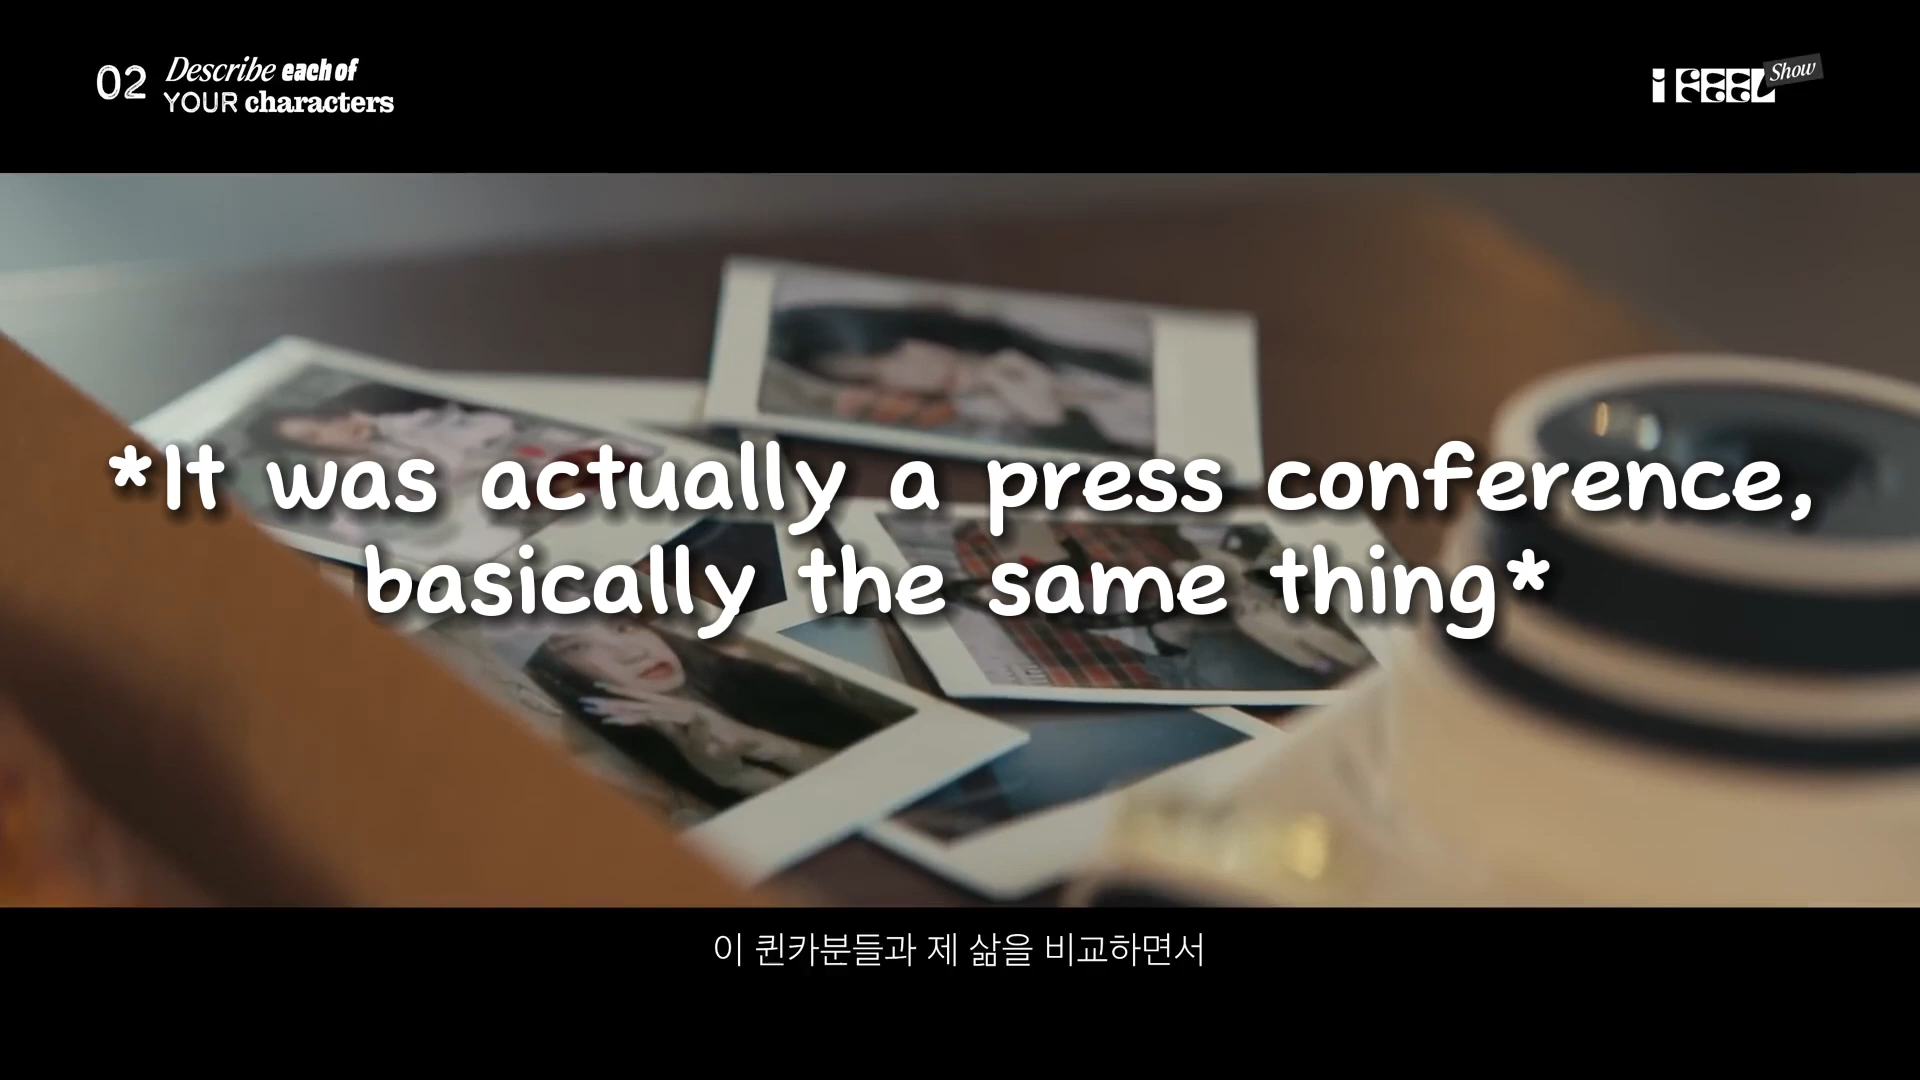 02 Describe each of
YOUR characters
i FEEL Show
*It was actually a press conference,
basically the same thing*
이 퀸카분들과 제 삶을 비교하면서